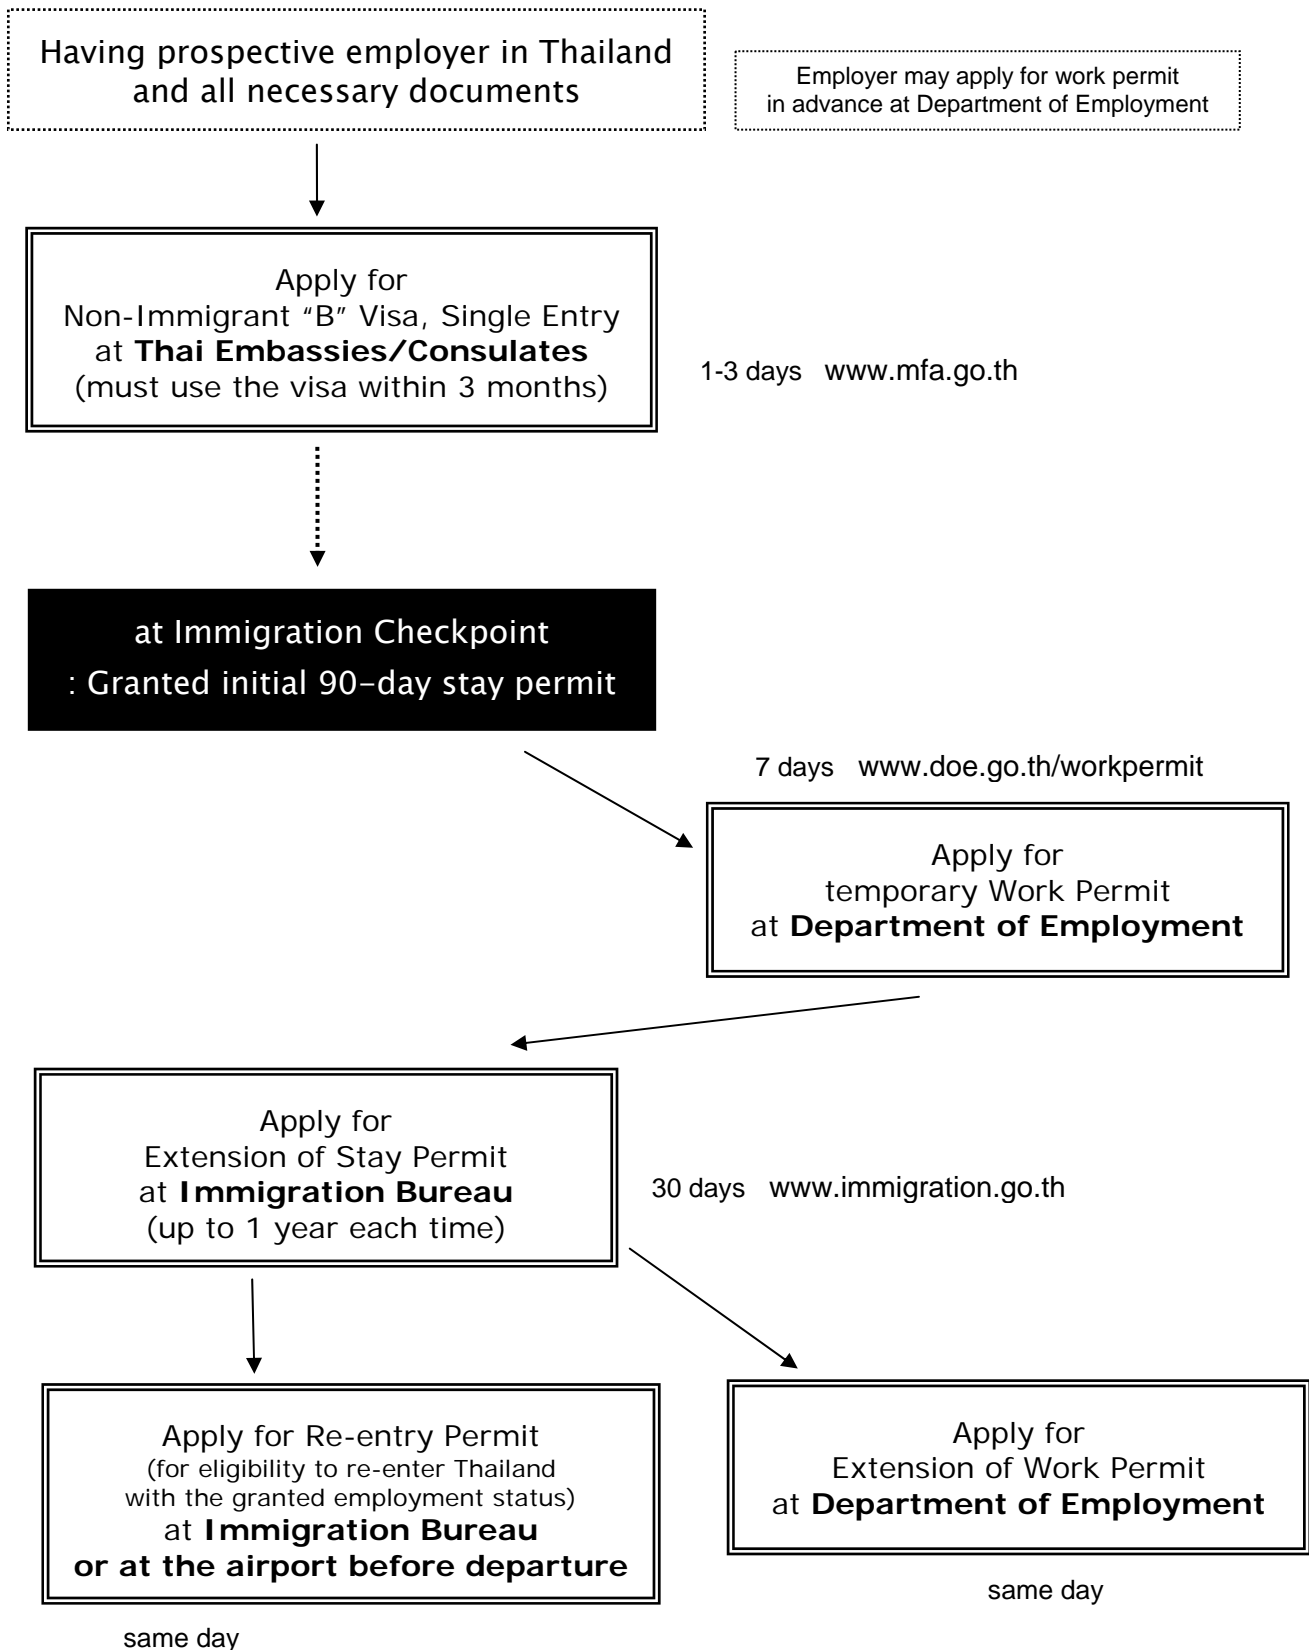 Having prospective employer in Thailand
and all necessary documents
Employer may apply for work permit
in advance at Department of Employment
Apply for
Non-Immigrant “B” Visa, Single Entry
at Thai Embassies/Consulates
(must use the visa within 3 months)
1-3 days www.mfa.go.th
at Immigration Checkpoint
: Granted initial 90–day stay permit
7 days www.doe.go.th/workpermit
Apply for
temporary Work Permit
at Department of Employment
Apply for
Extension of Stay Permit
at Immigration Bureau
(up to 1 year each time)
30 days www.immigration.go.th
Apply for Re-entry Permit
(for eligibility to re-enter Thailand
with the granted employment status)
at Immigration Bureau
or at the airport before departure
same day
Apply for
Extension of Work Permit
at Department of Employment
same day